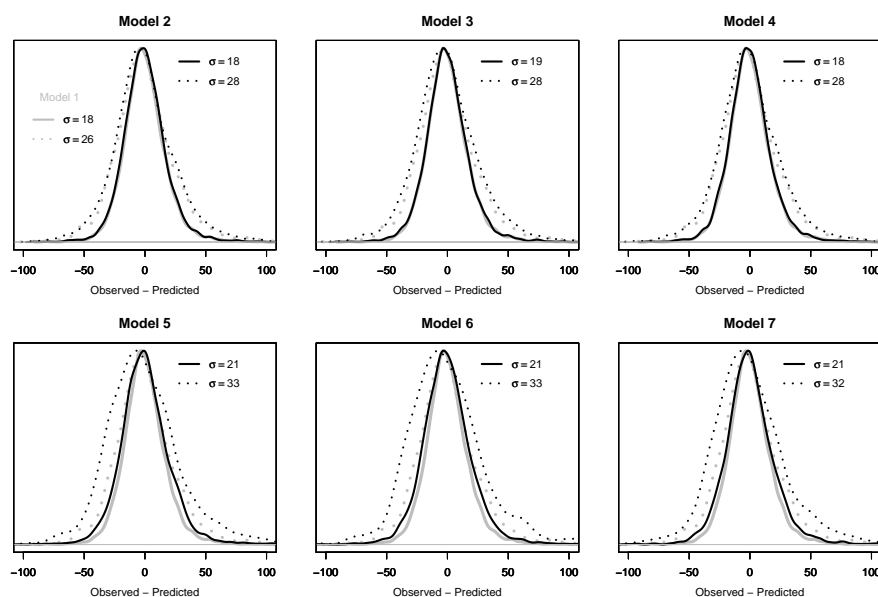 Model 2
σ = 18
σ = 28
Model 1
σ = 18
σ = 26
−100 −50 0 50 100
Observed − Predicted
Model 3
σ = 19
σ = 28
−100 −50 0 50 100
Observed − Predicted
Model 4
σ = 18
σ = 28
−100 −50 0 50 100
Observed − Predicted
Model 5
σ = 21
σ = 33
−100 −50 0 50 100
Observed − Predicted
Model 6
σ = 21
σ = 33
−100 −50 0 50 100
Observed − Predicted
Model 7
σ = 21
σ = 32
−100 −50 0 50 100
Observed − Predicted